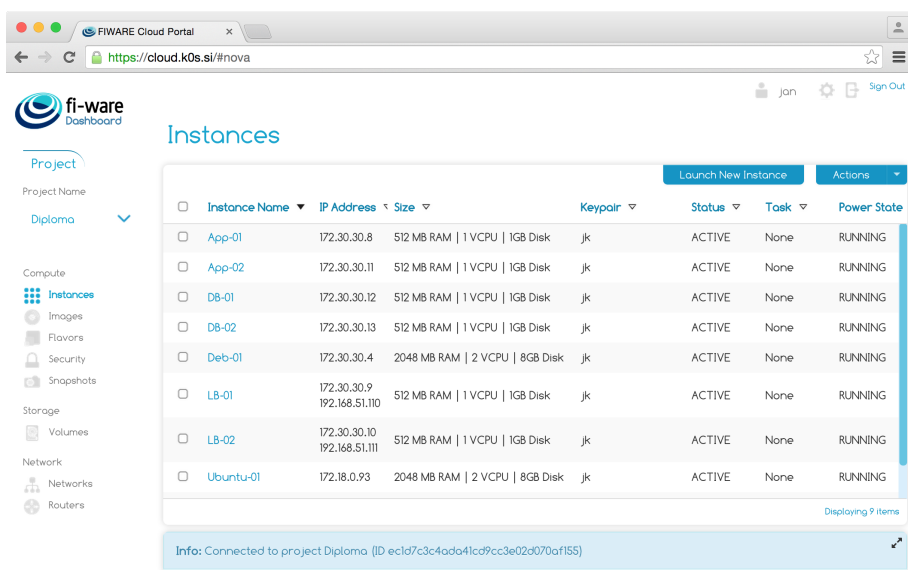 FIWARE Cloud Portal
https://cloud.k0s.si/#nova
jan
Sign Out
fi-ware
Dashboard
Instances
Project
Project Name
Diploma
Launch New Instance Actions
Instance Name IP Address Size Keypair Status Task Power State
App-01 172.30.30.8 512 MB RAM | 1 VCPU | 1GB Disk jk ACTIVE None RUNNING
App-02 172.30.30.11 512 MB RAM | 1 VCPU | 1GB Disk jk ACTIVE None RUNNING
DB-01 172.30.30.12 512 MB RAM | 1 VCPU | 1GB Disk jk ACTIVE None RUNNING
DB-02 172.30.30.13 512 MB RAM | 1 VCPU | 1GB Disk jk ACTIVE None RUNNING
Deb-01 172.30.30.4 2048 MB RAM | 2 VCPU | 8GB Disk jk ACTIVE None RUNNING
172.30.30.9
LB-01 512 MB RAM | 1 VCPU | 1GB Disk jk ACTIVE None RUNNING
192.168.51.110
172.30.30.10
LB-02 512 MB RAM | 1 VCPU | 1GB Disk jk ACTIVE None RUNNING
192.168.51.111
Ubuntu-01 172.18.0.93 2048 MB RAM | 2 VCPU | 8GB Disk jk ACTIVE None RUNNING
Displaying 9 items
Compute
Instances
Images
Flavors
Security
Snapshots
Storage
Volumes
Network
Networks
Routers
Info: Connected to project Diploma (ID ec1d7c3c4ada41cd9cc3e02d070af155)